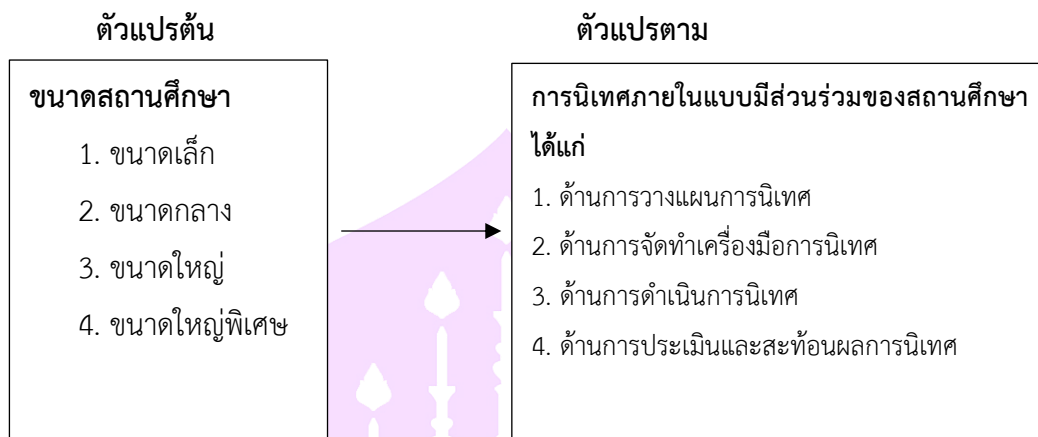 ตัวแปรต้น
ตัวแปรตาม
ขนาดสถานศึกษา
1. ขนาดเล็ก
2. ขนาดกลาง
3. ขนาดใหญ่
4. ขนาดใหญ่พิเศษ
การนิเทศภายในแบบมีส่วนร่วมของสถานศึกษา
ได้แก่
1. ด้านการวางแผนการนิเทศ
2. ด้านการจัดทำเครื่องมือการนิเทศ
3. ด้านการดำเนินการนิเทศ
4. ด้านการประเมินและสะท้อนผลการนิเทศ